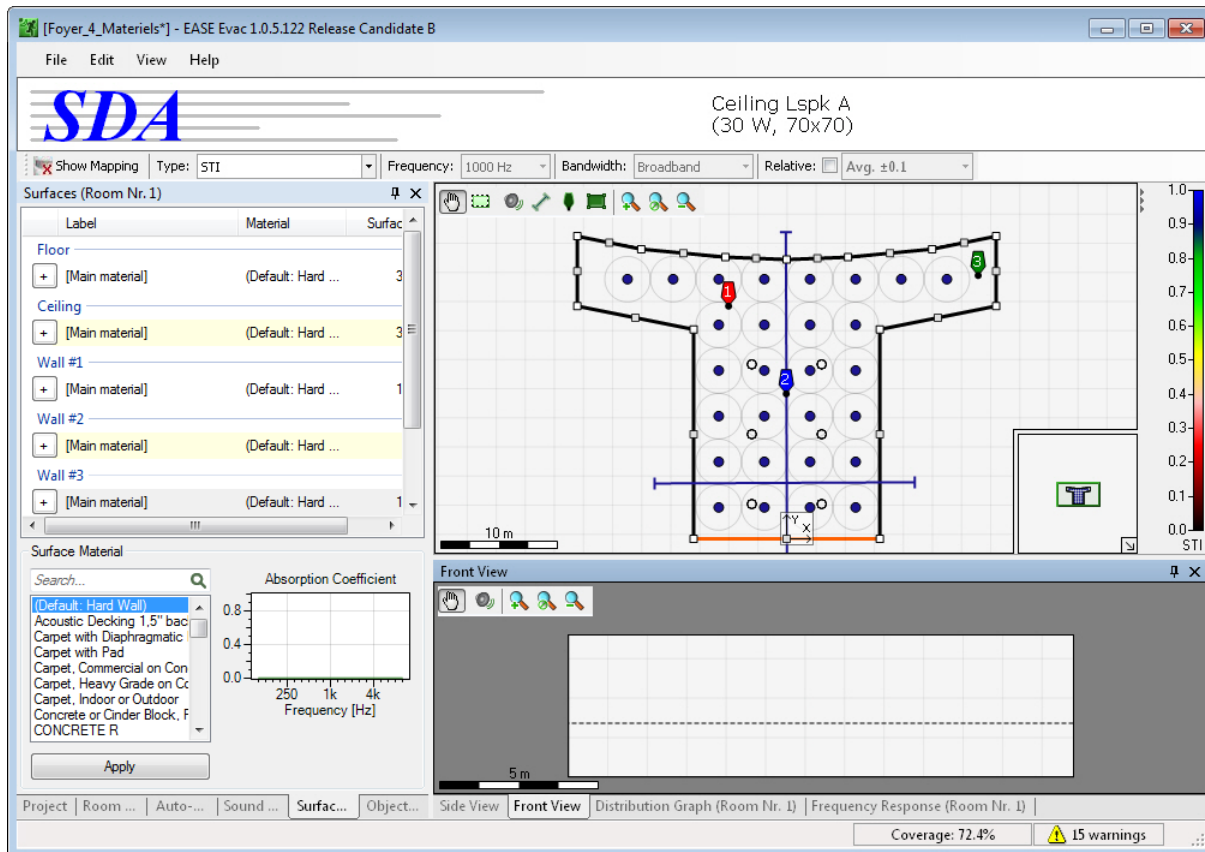 [Foyer_4_Materiels*] - EASE Evac 1.0.5.122 Release Candidate B
File Edit View Help
SDA
Ceiling Lspk A
(30 W, 70x70)
Show Mapping Type: STI Frequency: 1000 Hz Bandwidth: Broadband Relative: Avg. ±0.1
Surfaces (Room Nr. 1)
Label Material Surfac
Floor
+ [Main material] (Default: Hard ... 3
Ceiling
+ [Main material] (Default: Hard ... 3
Wall #1
+ [Main material] (Default: Hard ... 1
Wall #2
+ [Main material] (Default: Hard ...
Wall #3
+ [Main material] (Default: Hard ... 1
Surface Material
Search...
(Default: Hard Wall)
Acoustic Decking 1,5" bac
Carpet with Diaphragmatic
Carpet with Pad
Carpet, Commercial on Con
Carpet, Heavy Grade on Co
Carpet, Indoor or Outdoor
Concrete or Cinder Block, F
CONCRETE R
Apply
Absorption Coefficient
0.8
0.4
0.0
250 1k 4k
Frequency [Hz]
Project Room ... Auto-... Sound ... Surfac... Object...
1
2
3
Y
X
10 m
1.0
0.9
0.8
0.7
0.6
0.5
0.4
0.3
0.2
0.1
0.0
STI
Front View
5 m
Side View Front View Distribution Graph (Room Nr. 1) Frequency Response (Room Nr. 1)
Coverage: 72.4% 15 warnings